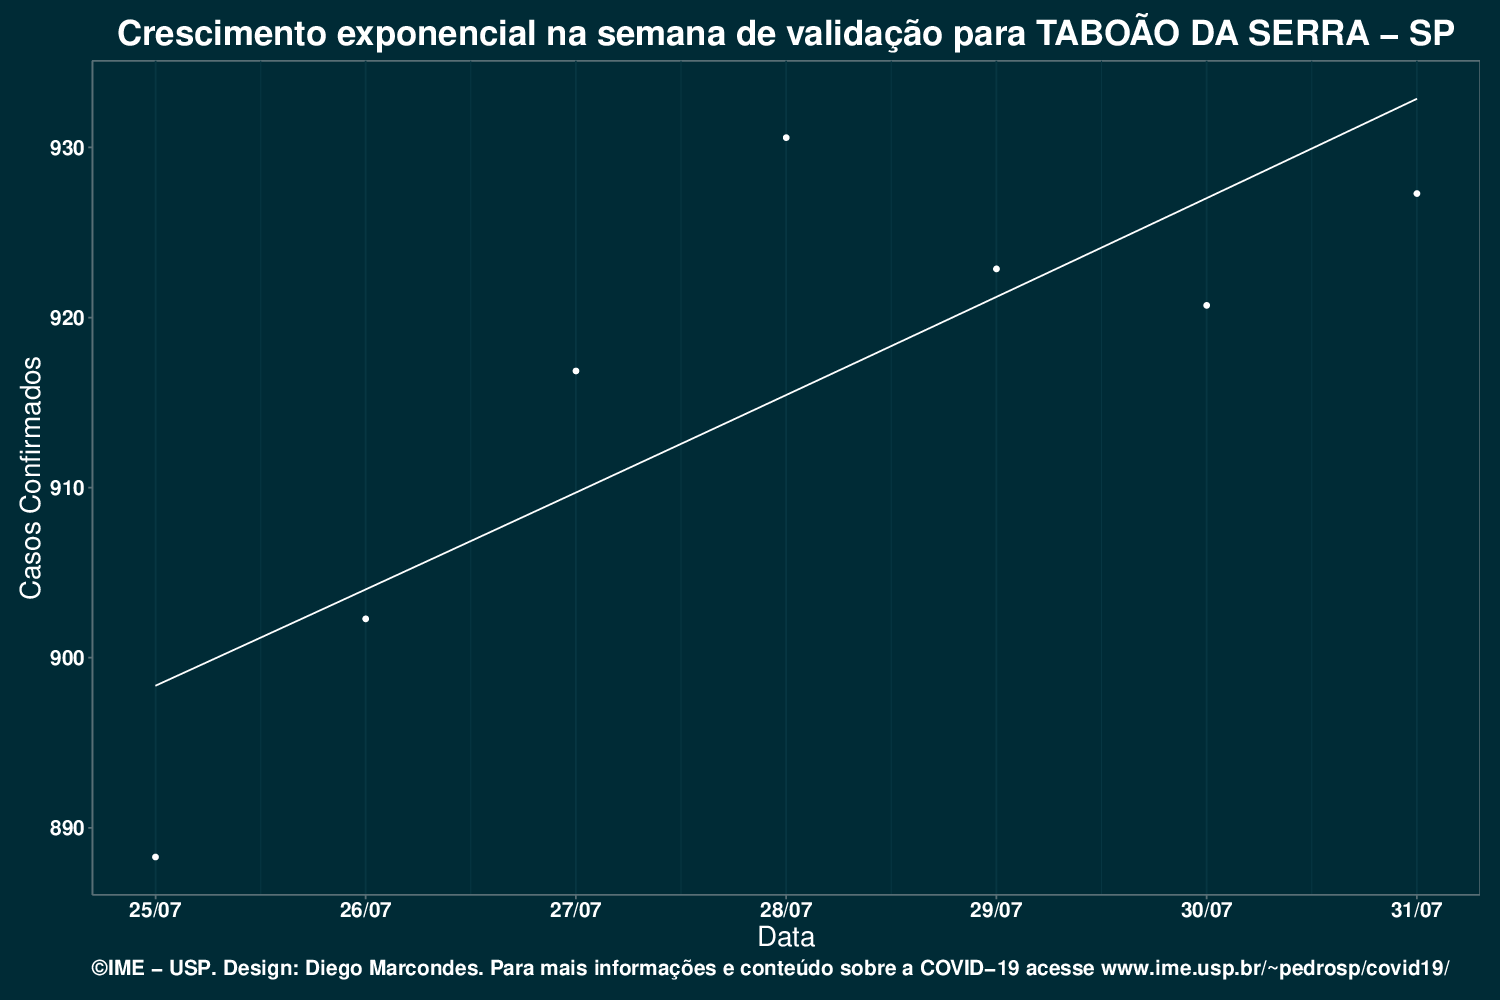 Crescimento exponencial na semana de validação para TABOÃO DA SERRA – SP
Casos Confirmados
930
920
910
900
890
25/07 26/07 27/07 28/07 29/07 30/07 31/07
Data
©IME – USP. Design: Diego Marcondes. Para mais informações e conteúdo sobre a COVID–19 acesse www.ime.usp.br/~pedrosp/covid19/